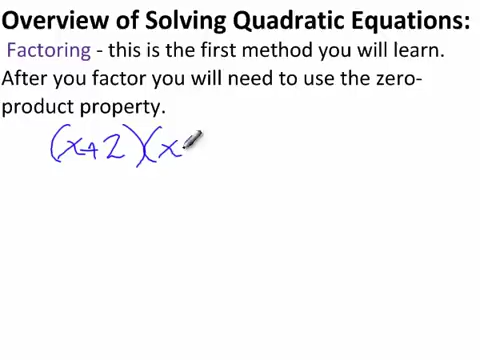 Overview of Solving Quadratic Equations:
Factoring - this is the first method you will learn.
After you factor you will need to use the zero-
product property.
(x+2)(x